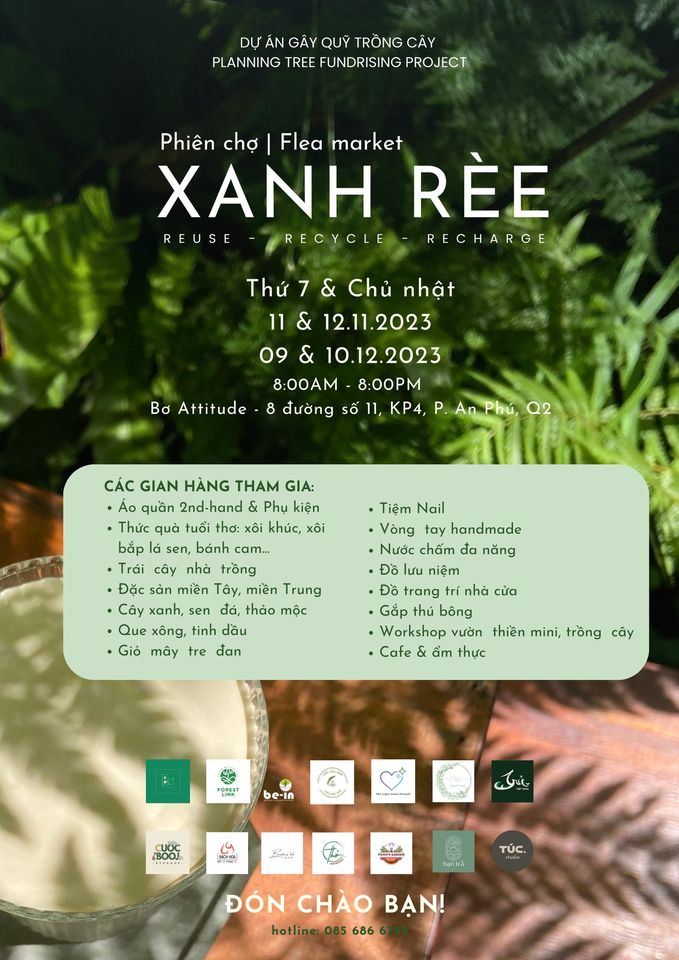 DỰ ÁN GÂY QUỸ TRỒNG CÂY
PLANNING TREE FUNDRISING PROJECT
Phiên chợ | Flea market
XANH RÈE
REUSE - RECYCLE - RECHARGE
Thứ 7 & Chủ nhật
11 & 12.11.2023
09 & 10.12.2023
8:00AM - 8:00PM
Bơ Attitude - 8 đường số 11, KP4, P. An Phú, Q2
CÁC GIAN HÀNG THAM GIA:
• Áo quần 2nd-hand & Phụ kiện
• Thức quà tuổi thơ: xôi khúc, xôi
bắp lá sen, bánh cam...
• Trái cây nhà trồng
• Đặc sản miền Tây, miền Trung
• Cây xanh, sen đá, thảo mộc
• Que xông, tinh dầu
• Giỏ mây tre đan
• Tiệm Nail
• Vòng tay handmade
• Nước chấm đa năng
• Đồ lưu niệm
• Đồ trang trí nhà cửa
• Gắp thú bông
• Workshop vườn thiền mini, trồng cây
• Cafe & ẩm thực
FOREST
LINK
be-in
CUỘC
BOOJ
STORAGE
BÁCH HOA
bạn trà
TÚC.
studio
ĐÓN CHÀO BẠN!
hotline: 085 686 6